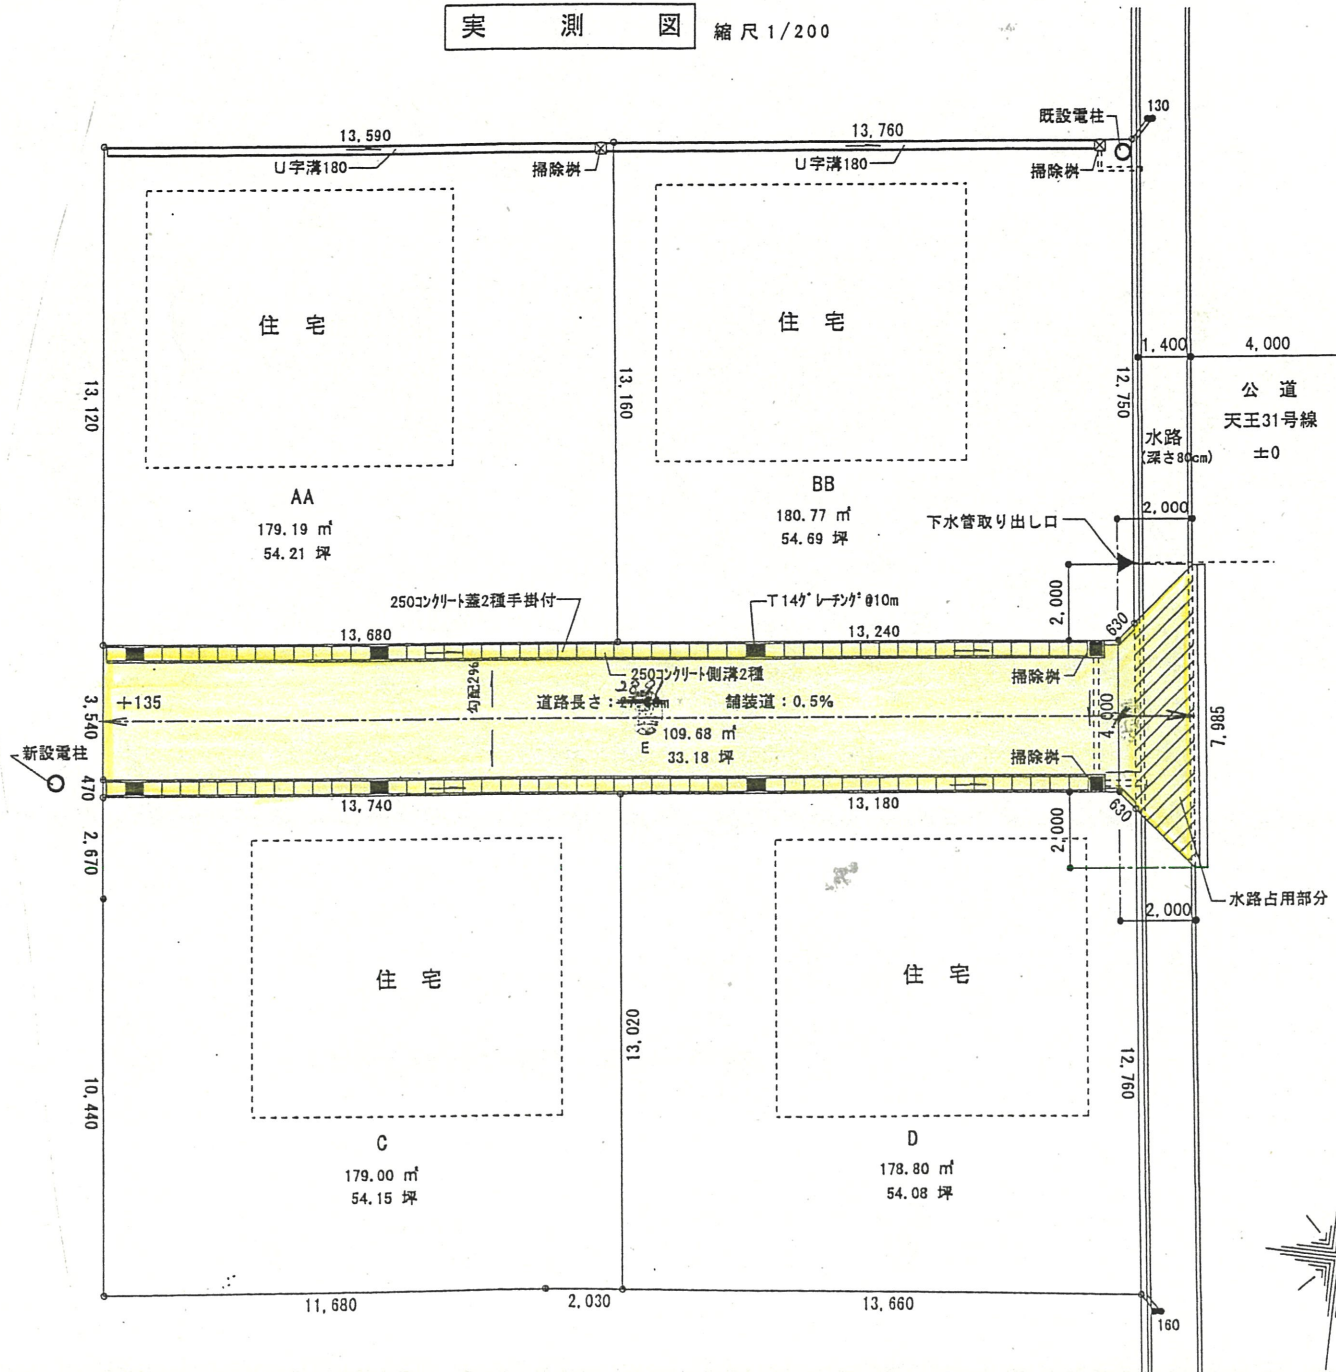 実 測 図 縮尺 1/200
130
既設電柱
13,590
13,760
U字溝180
掃除桝
U字溝180
掃除桝
住 宅
住 宅
1,400
4,000
13,120
13,160
12,750
公 道
天王31号線
±0
水路
(深さ80cm)
AA
179.19 ㎡
54.21 坪
BB
180.77 ㎡
54.69 坪
下水管取り出し口
2,000
2,000
250コンクリート蓋2種手掛付
T14グレーチング@10m
630
13,680
13,240
250コンクリート側溝2種
掃除桝
勾配2%
+135
道路長さ:
舗装道:0.5%
3,540
4,000
7,985
109.68 ㎡
E
33.18 坪
新設電柱
掃除桝
470
13,740
13,180
630
2,000
2,670
水路占用部分
2,000
住 宅
住 宅
13,020
12,760
10,440
C
179.00 ㎡
54.15 坪
D
178.80 ㎡
54.08 坪
11,680
2,030
13,660
160